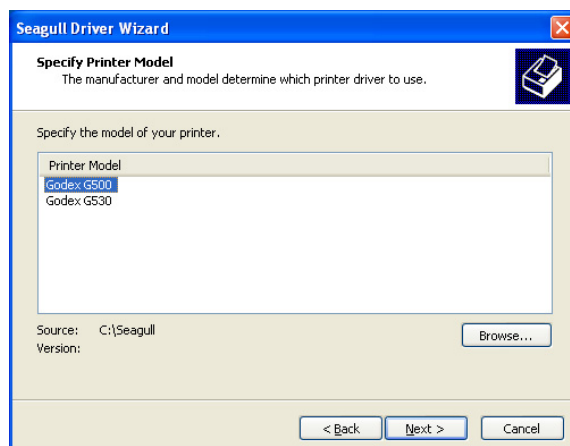 Seagull Driver Wizard
Specify Printer Model
The manufacturer and model determine which printer driver to use.
Specify the model of your printer.
Printer Model
Godex G500
Godex G530
Source: C:\Seagull
Version:
Browse...
< Back Next > Cancel